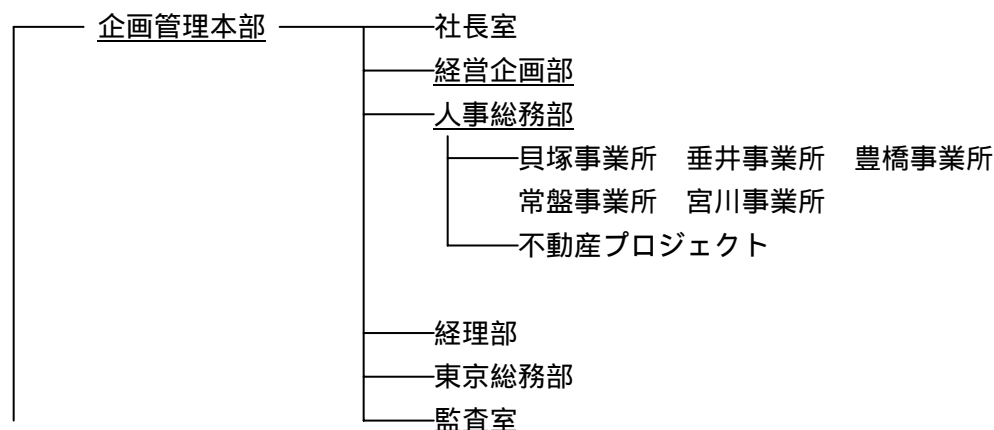 企画管理本部 社長室
経営企画部
人事総務部
貝塚事業所 垂井事業所 豊橋事業所
常盤事業所 宮川事業所
不動産プロジェクト
経理部
東京総務部
監査室